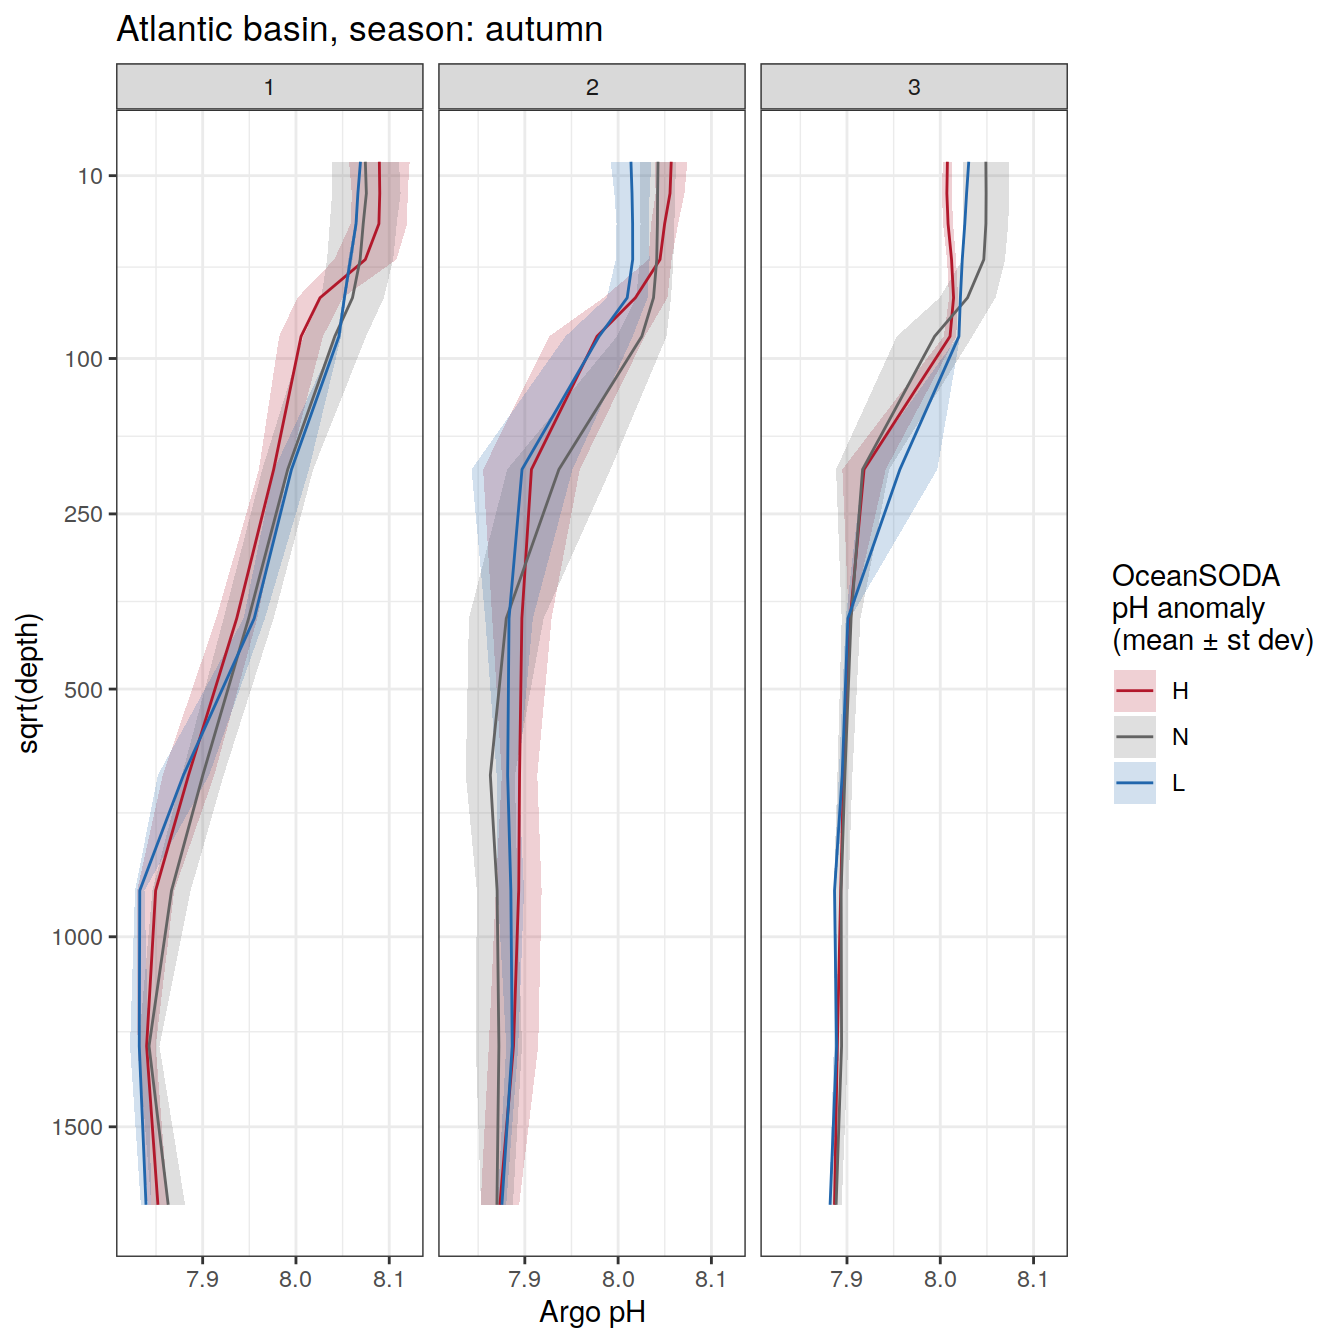 Atlantic basin, season: autumn
1 2 3
10
100
250
500
1000
1500
sqrt(depth)
7.9 8.0 8.1 7.9 8.0 8.1 7.9 8.0 8.1
Argo pH
OceanSODA
pH anomaly
(mean ± st dev)
H
N
L